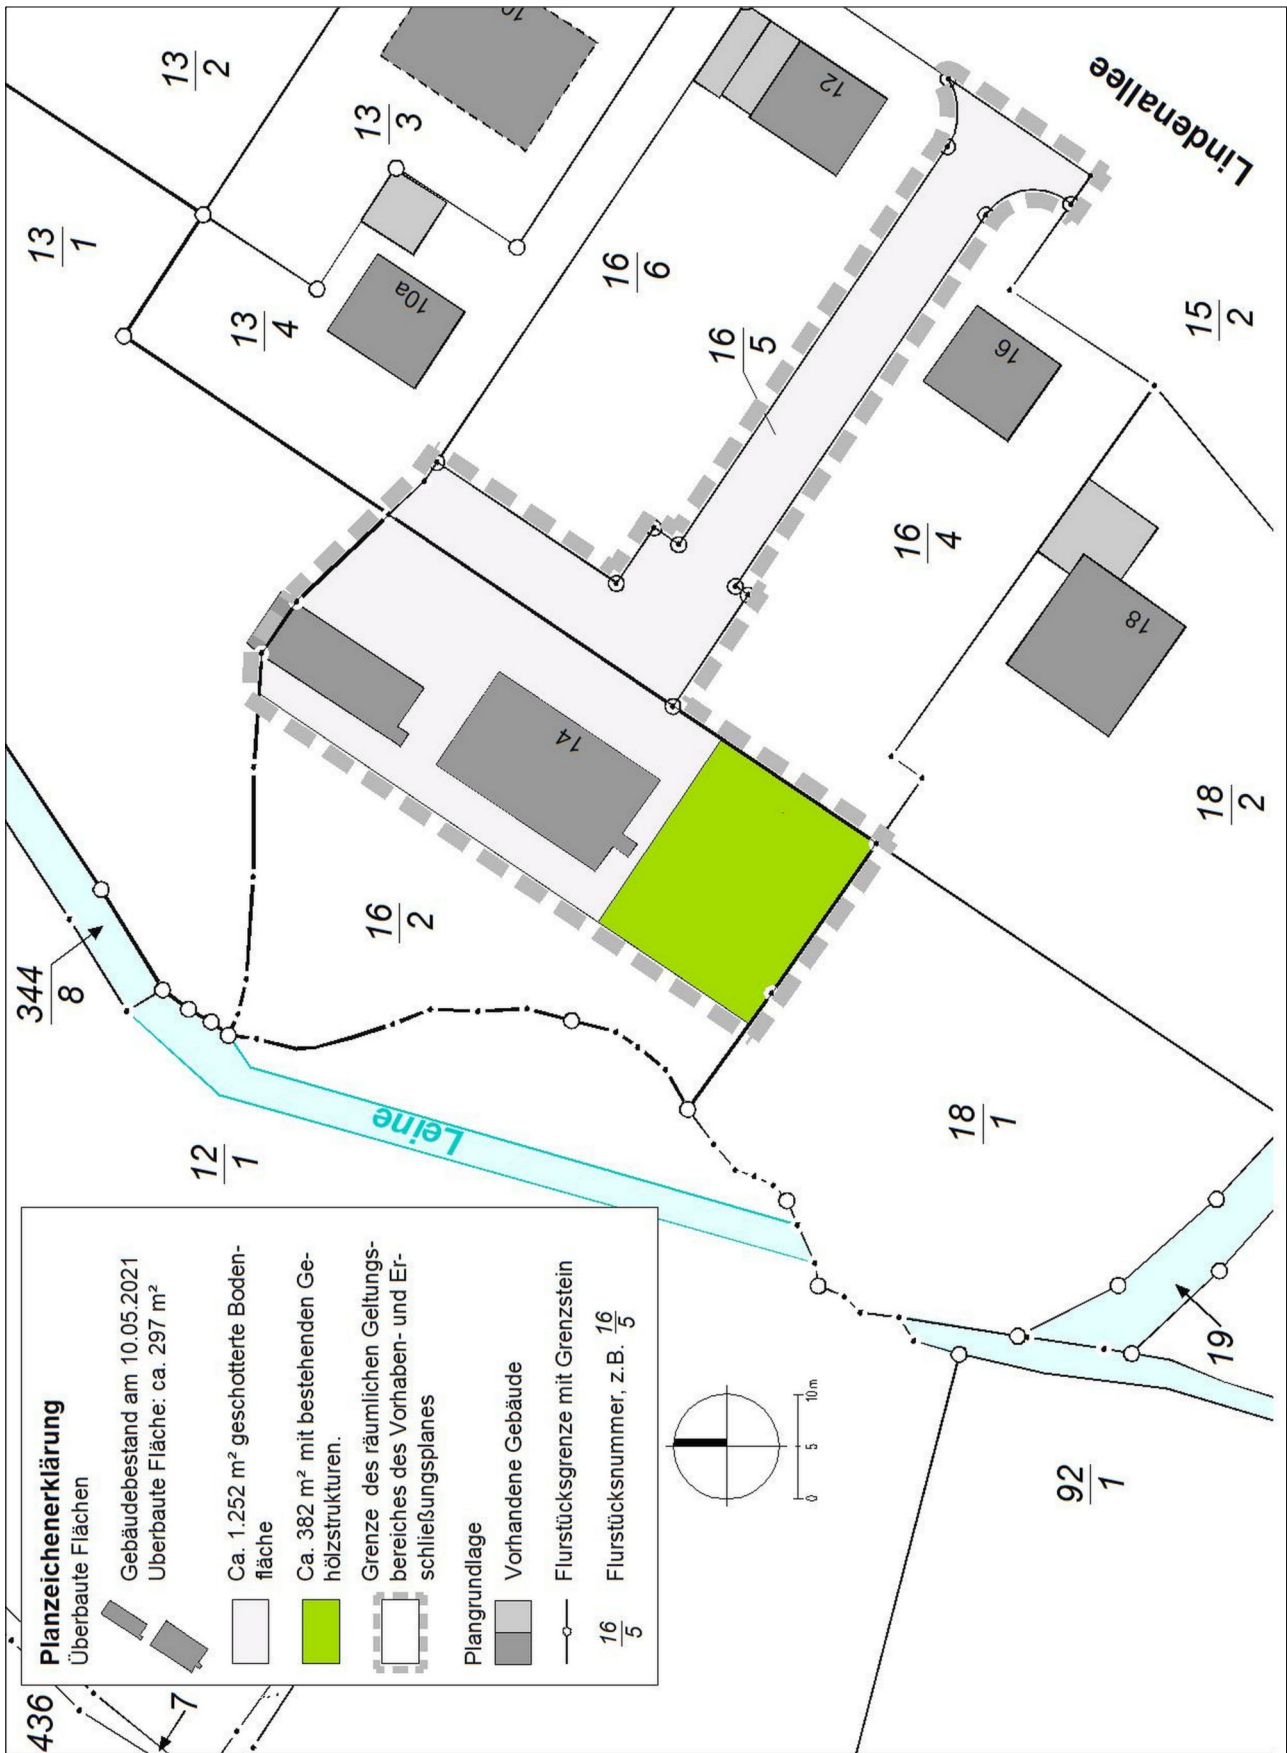 Planzeichenerklärung
Überbaute Flächen
Gebäudebestand am 10.05.2021
Überbaute Fläche: ca. 297 m²
Ca. 1.252 m² geschotterte Boden-
fläche
Ca. 382 m² mit bestehenden Ge-
hölzstrukturen.
Grenze des räumlichen Geltungs-
bereiches des Vorhaben- und Er-
schließungsplanes
Plangrundlage
Vorhandene Gebäude
Flurstücksgrenze mit Grenzstein
16
5
Flurstücksnummer, z.B. 16
5
0 5 10m
436
7
344
8
12
1
Leine
16
2
13
1
13
2
13
3
13
4
10
10a
12
14
16
6
16
5
16
16
4
18
15
2
18
2
18
1
19
92
1
Lindenallee